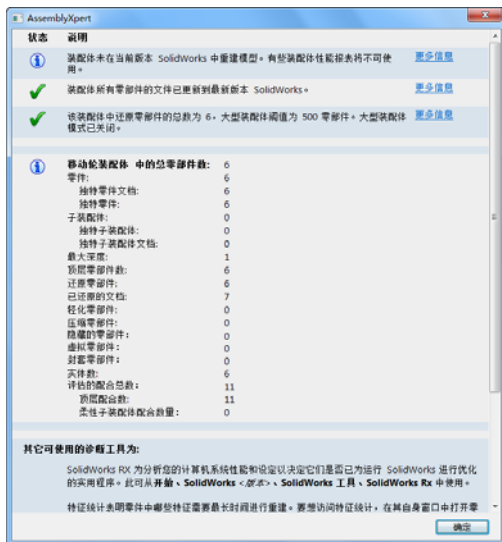 AssemblyXpert
状态 说明
装配体未在当前版本 SolidWorks 中重建模型。有些装配体性能报表将不可使 更多信息
用。
装配体所有零部件的文件已更新到最新版本 SolidWorks。 更多信息
该装配体中还原零部件的总数为 6，大型装配体阈值为 500 零部件。大型装配体 更多信息
模式已关闭。
移动轮装配体 中的总零部件数: 6
零件: 6
独特零件文档: 6
独特零件: 6
子装配体: 0
独特子装配体: 0
独特子装配体文档: 0
最大深度: 1
顶层零部件数: 6
还原零部件: 6
已还原的文档: 7
轻化零部件: 0
压缩零部件: 0
隐藏的零部件: 0
虚拟零部件: 0
封套零部件: 0
实体数: 6
评估的配合总数: 11
顶层配合数: 11
柔性子装配体配合数量: 0
其它可使用的诊断工具为:
SolidWorks RX 为分析您的计算机系统性能和设定以决定它们是否已为运行 SolidWorks 进行优化
的实用程序。此可从开始、SolidWorks <版本>、SolidWorks 工具、SolidWorks Rx 中使用。
特征统计表明零件中哪些特征需要最长时间进行重建。要想访问特征统计，在其自身窗口中打开零
确定